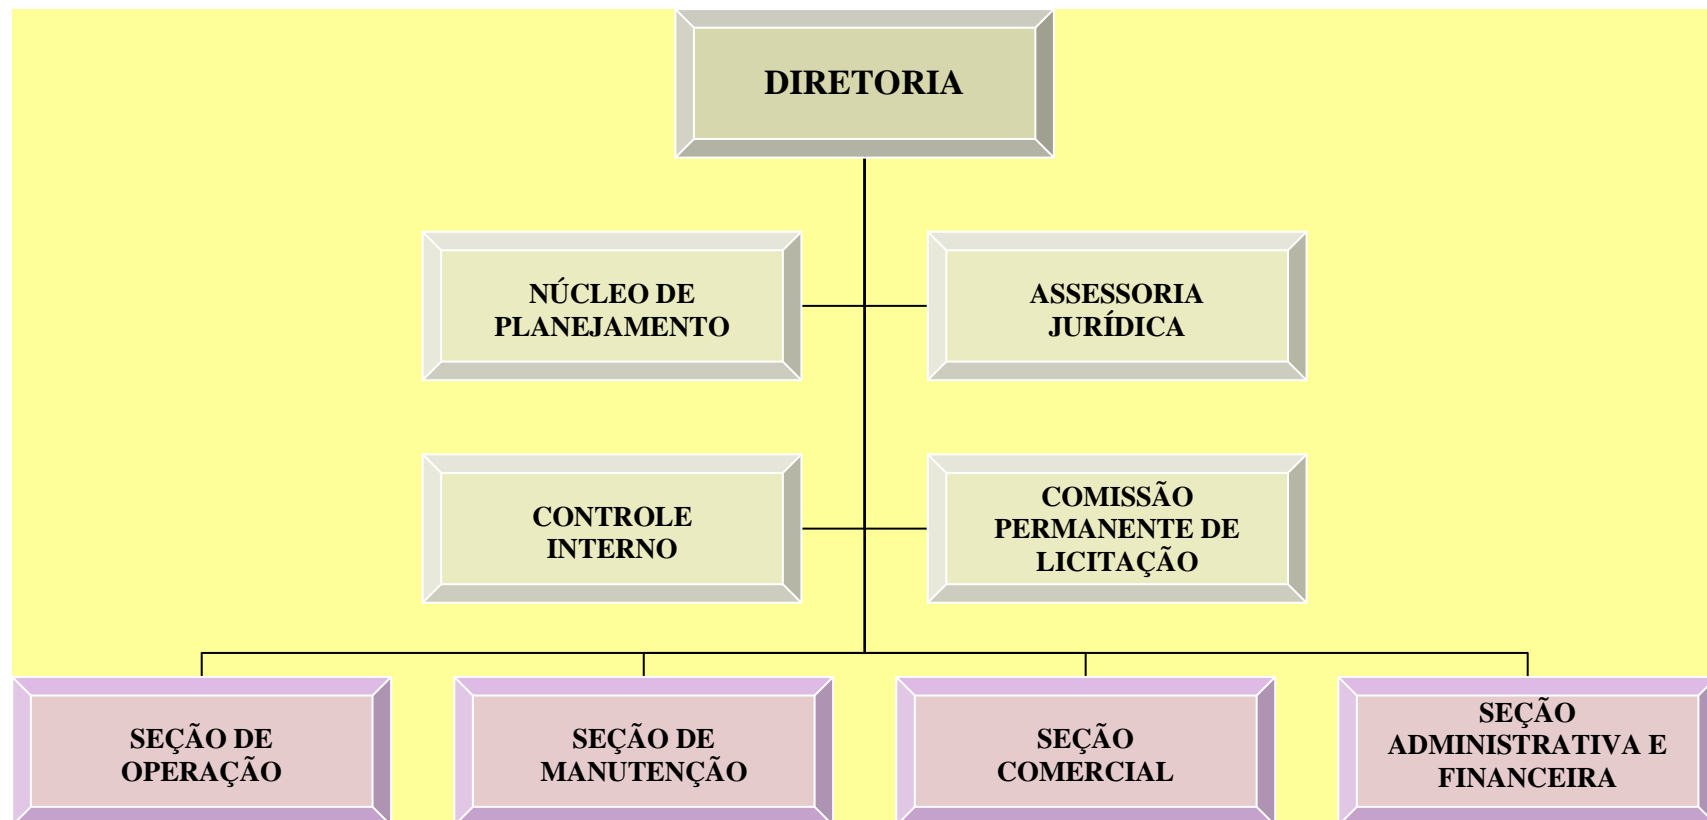 DIRETORIA
NÚCLEO DE
PLANEJAMENTO
ASSESSORIA
JURÍDICA
CONTROLE
INTERNO
COMISSÃO
PERMANENTE DE
LICITAÇÃO
SEÇÃO DE
OPERAÇÃO
SEÇÃO DE
MANUTENÇÃO
SEÇÃO
COMERCIAL
SEÇÃO
ADMINISTRATIVA E
FINANCEIRA